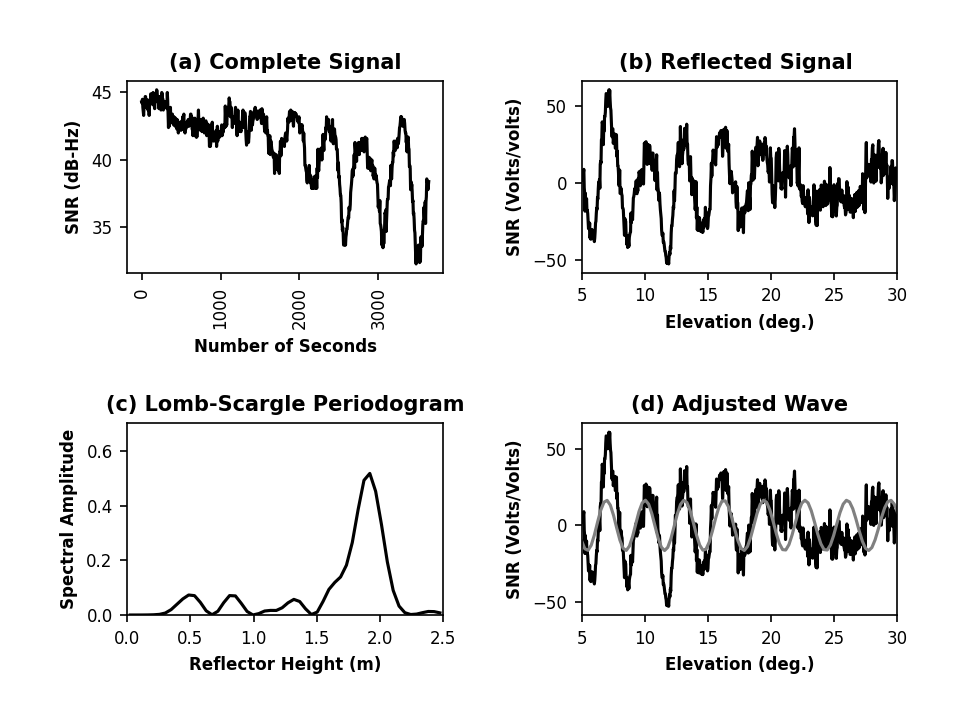 (a) Complete Signal
SNR (dB-Hz)
45
40
35
0
1000
2000
3000
Number of Seconds
(b) Reflected Signal
SNR (Volts/volts)
50
0
−50
5 10 15 20 25 30
Elevation (deg.)
(c) Lomb-Scargle Periodogram
Spectral Amplitude
0.6
0.4
0.2
0.0
0.0 0.5 1.0 1.5 2.0 2.5
Reflector Height (m)
(d) Adjusted Wave
SNR (Volts/Volts)
50
0
−50
5 10 15 20 25 30
Elevation (deg.)